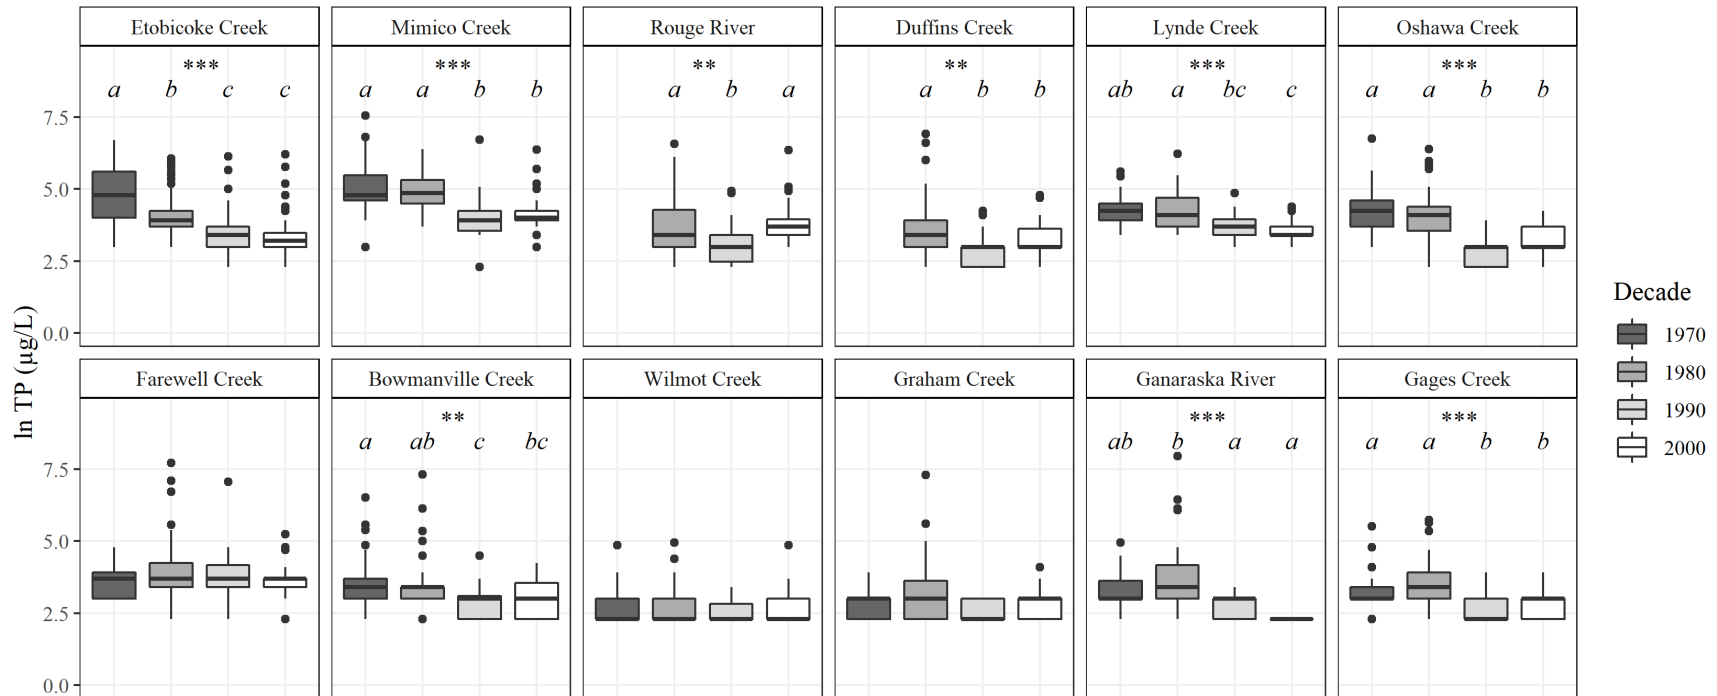 Etobicoke Creek Mimico Creek Rouge River Duffins Creek Lynde Creek Oshawa Creek
*** *** ** ** *** ***
a b c c a a b b a b a a b b ab a bc c a a b b
7.5
5.0
2.5
0.0
ln TP (µg/L)
Farewell Creek Bowmanville Creek Wilmot Creek Graham Creek Ganaraska River Gages Creek
** *** ***
a ab c bc ab b a a a a b b
7.5
5.0
2.5
0.0
Decade
1970
1980
1990
2000